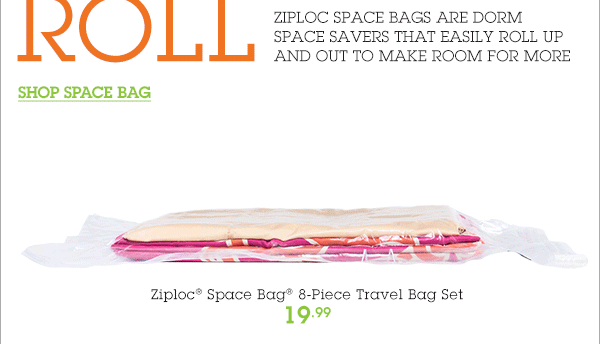 ROLL
ZIPLOC SPACE BAGS ARE DORM
SPACE SAVERS THAT EASILY ROLL UP
AND OUT TO MAKE ROOM FOR MORE
SHOP SPACE BAG
Ziploc® Space Bag® 8-Piece Travel Bag Set
19.99